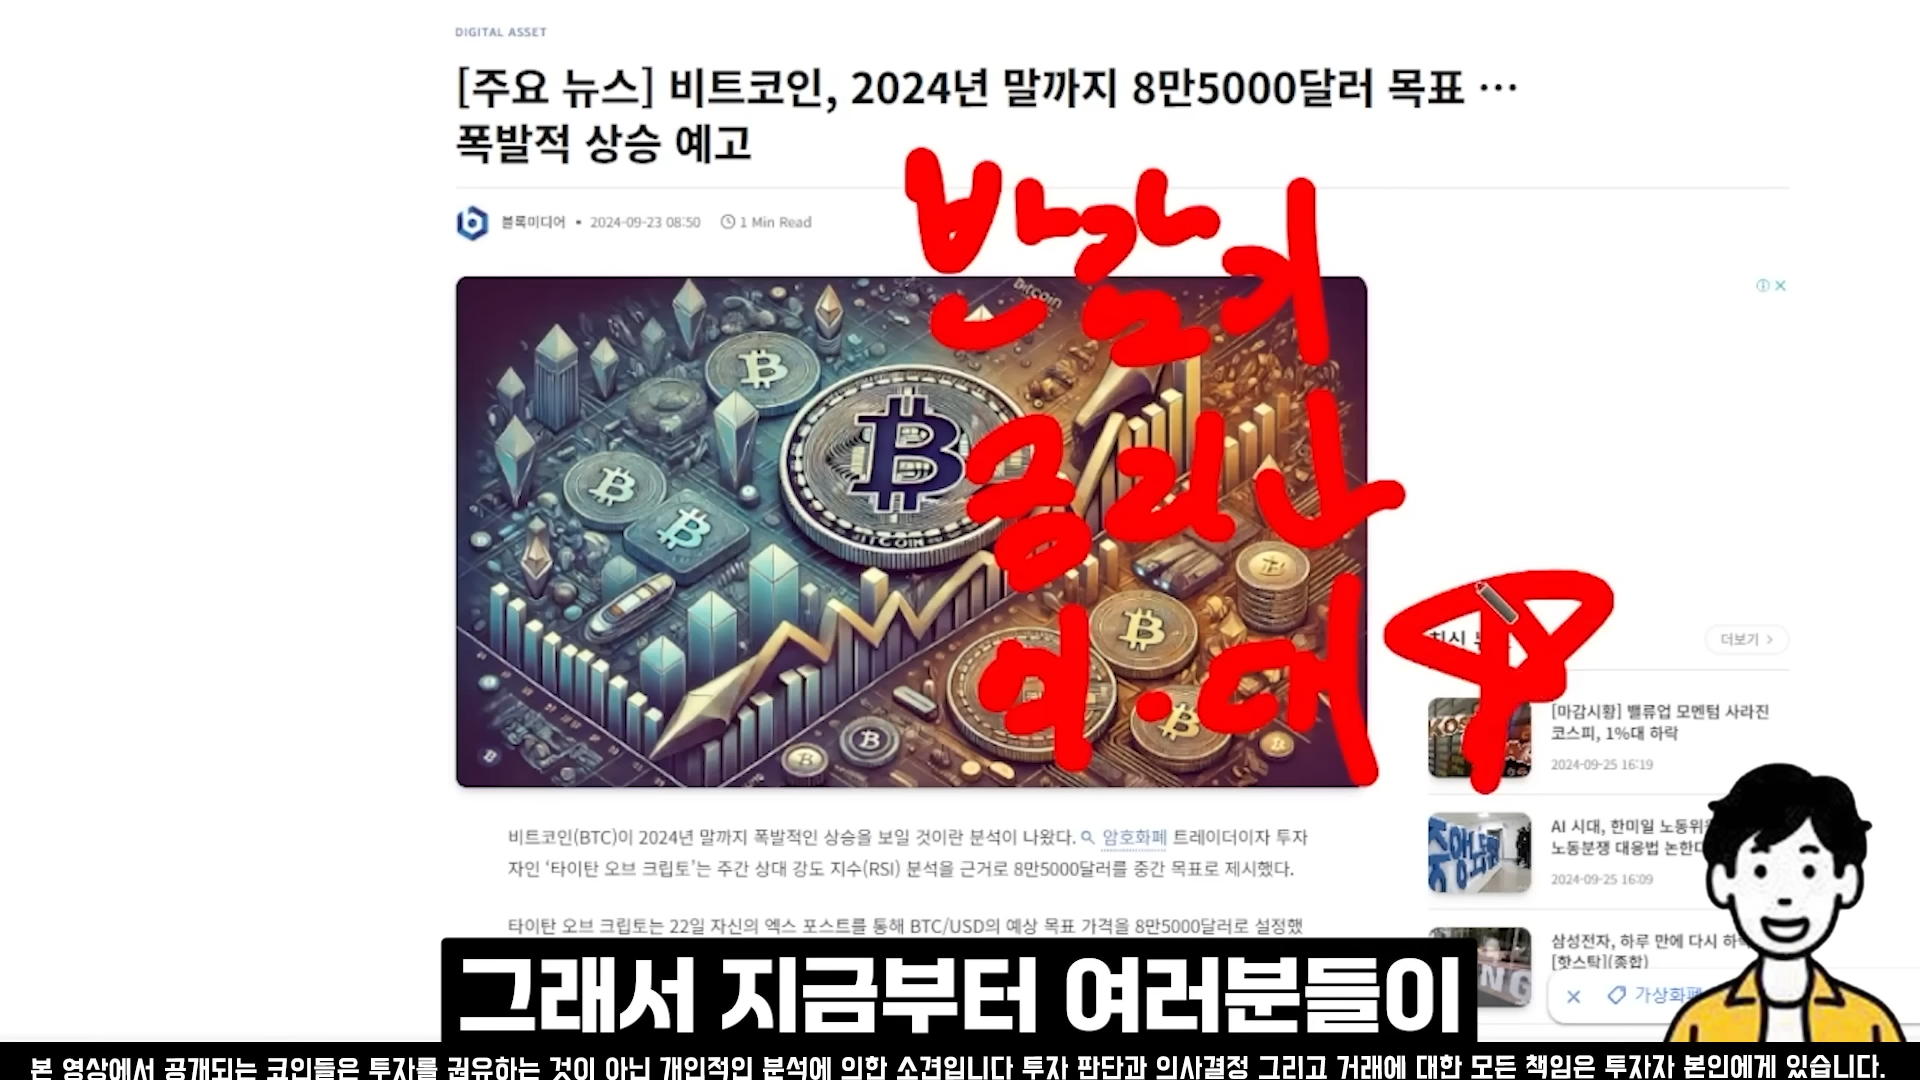 DIGITAL ASSET
[주요 뉴스] 비트코인, 2024년 말까지 8만5000달러 목표 …
폭발적 상승 예고
블록미디어 • 2024-09-23 08:50 1 Min Read
반감기
금리
Bitcoin
BITCOIN
더보기 >
[마감시황] 밸류업 모멘텀 사라진
코스피, 1%대 하락
2024-09-25 16:19
비트코인(BTC)이 2024년 말까지 폭발적인 상승을 보일 것이란 분석이 나왔다. 암호화폐 트레이더이자 투자
자인 ‘타이탄 오브 크립토’는 주간 상대 강도 지수(RSI) 분석을 근거로 8만5000달러를 중간 목표로 제시했다.
AI 시대, 한미일 노동위
노동분쟁 대응법 논한
2024-09-25 16:09
타이탄 오브 크립토는 22일 자신의 엑스 포스트를 통해 BTC/USD의 예상 목표 가격을 8만5000달러로 설정했
삼성전자, 하루 만에 다시 하
[핫스탁](종합)
가상화폐
그래서 지금부터 여러분들이
본 영상에서 공개되는 코인들은 투자를 권유하는 것이 아닌 개인적인 분석에 의한 소견입니다 투자 판단과 의사결정 그리고 거래에 대한 모든 책임은 투자자 본인에게 있습니다.